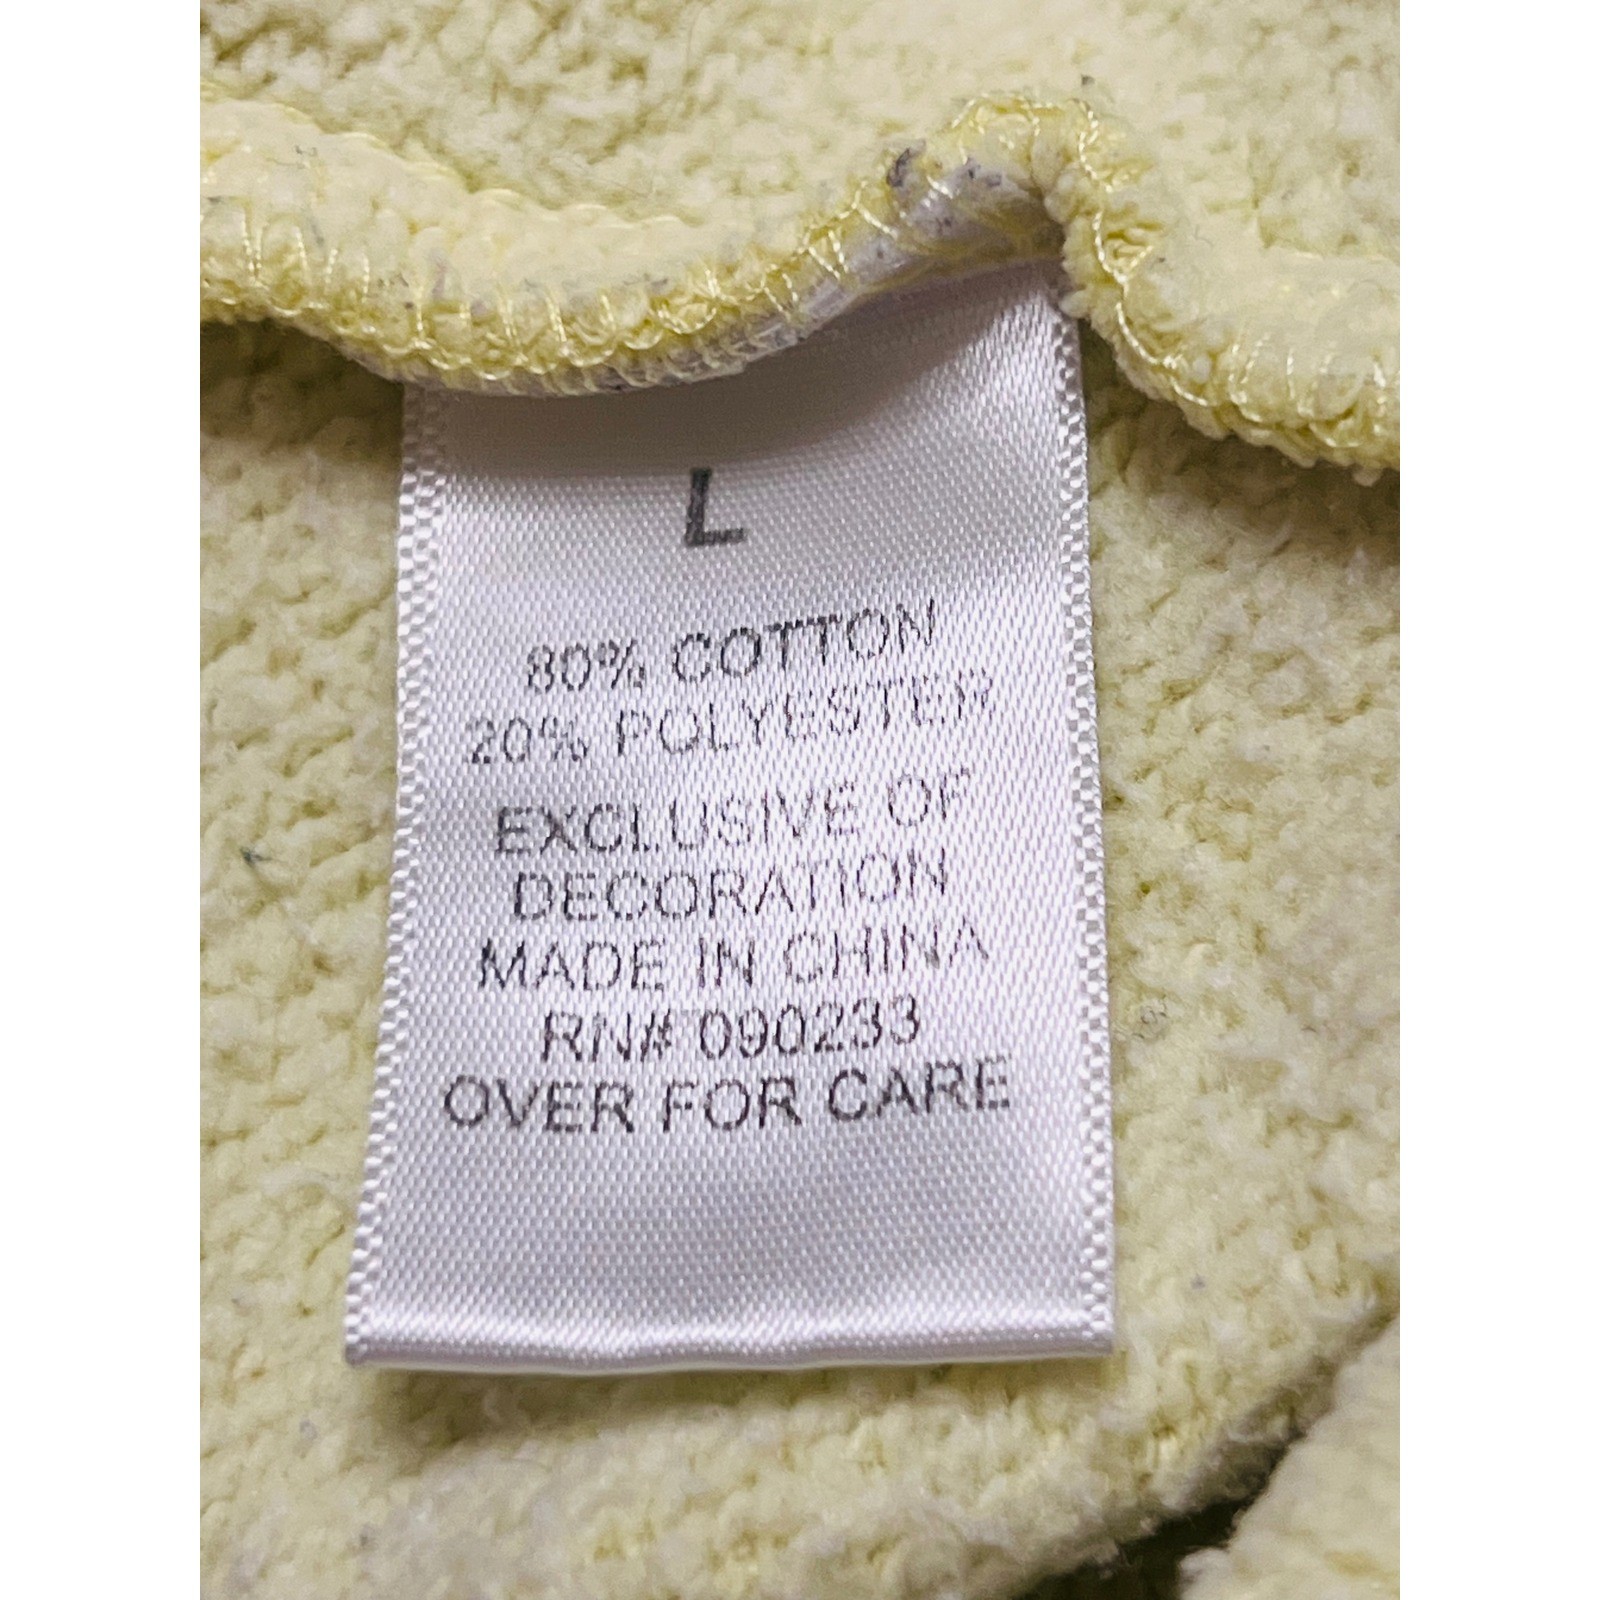 L
80% COTTON
20% POLYESTER
EXCLUSIVE OF
DECORATION
MADE IN CHINA
RN# 090233
OVER FOR CARE